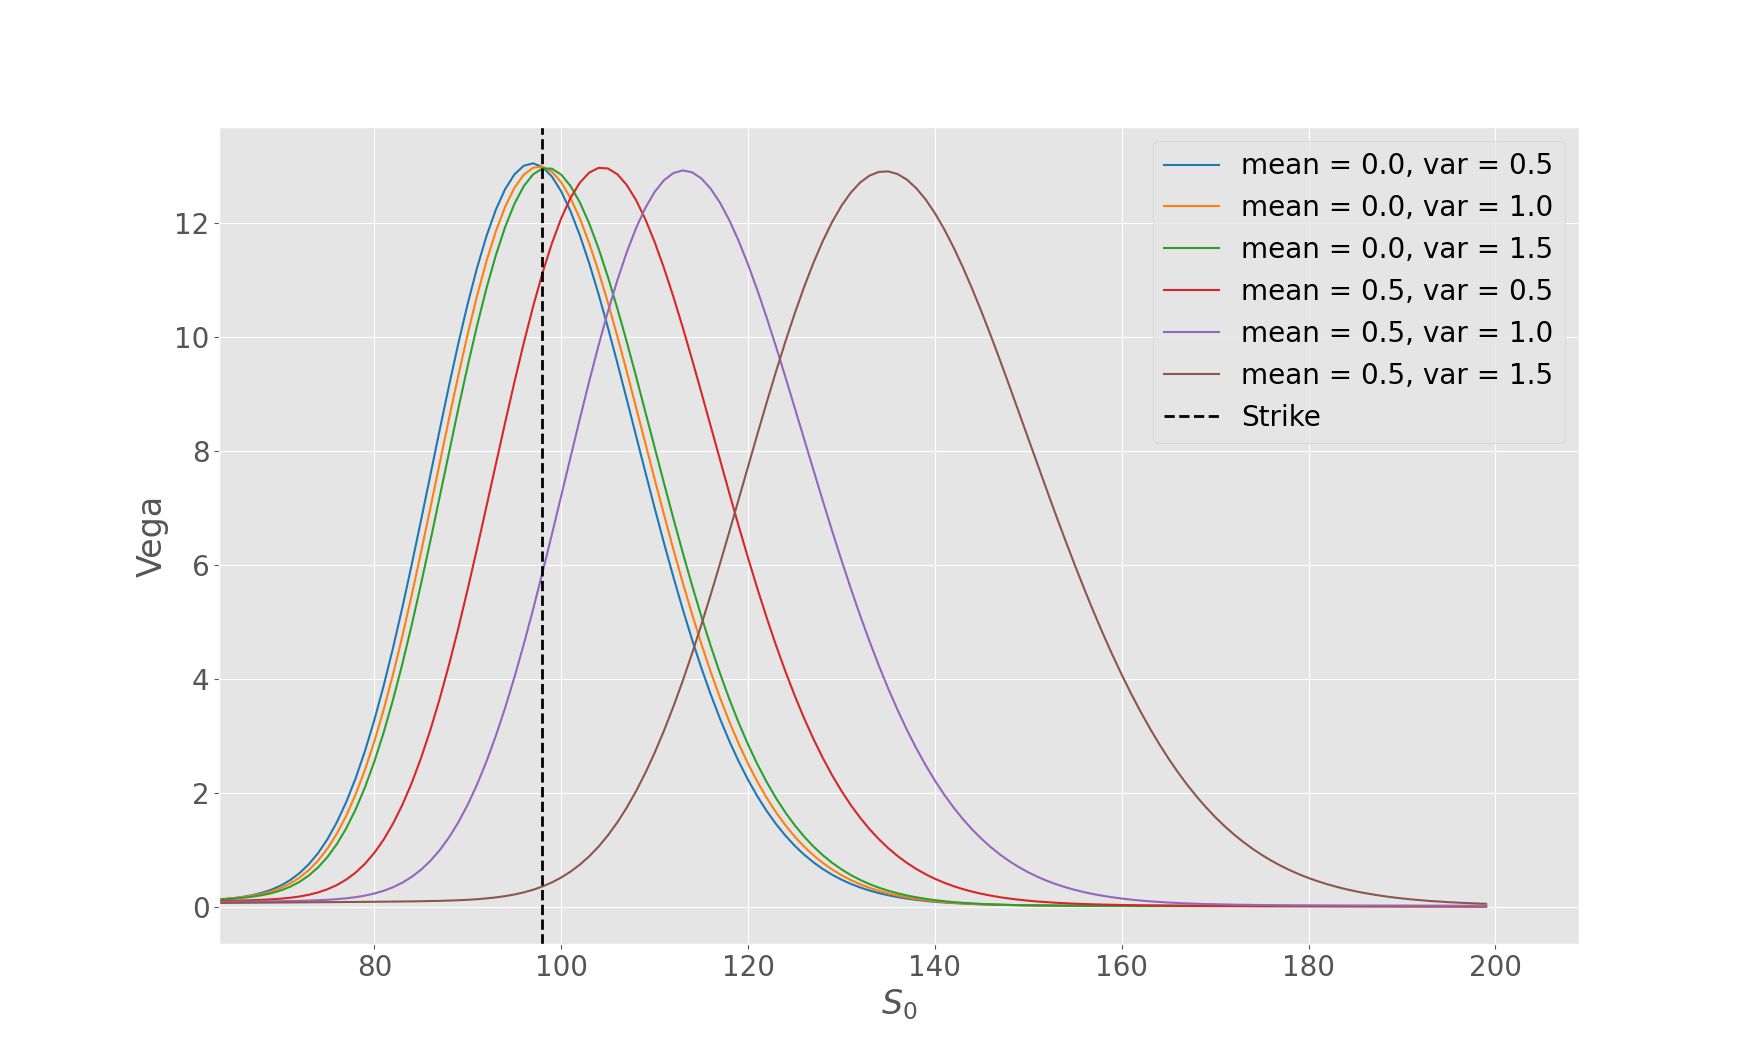 mean = 0.0, var = 0.5
mean = 0.0, var = 1.0
mean = 0.0, var = 1.5
mean = 0.5, var = 0.5
mean = 0.5, var = 1.0
mean = 0.5, var = 1.5
Strike
12
10
8
6
4
2
0
Vega
80 100 120 140 160 180 200
S₀